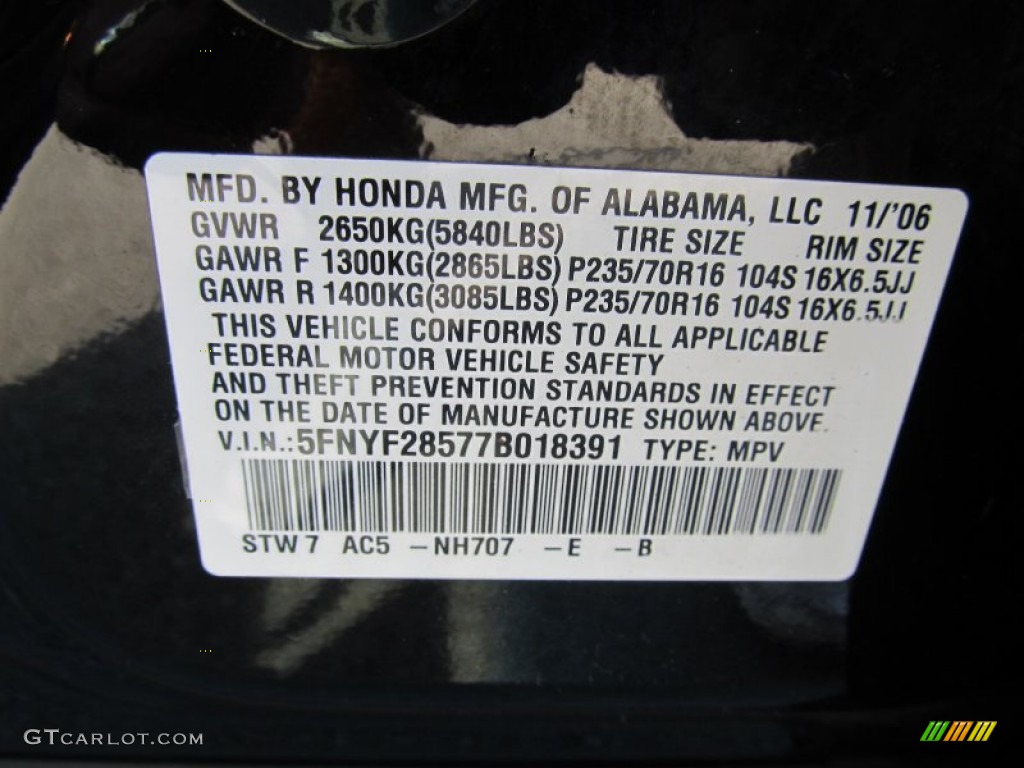 MFD. BY HONDA MFG. OF ALABAMA, LLC 11/'06
GVWR 2650KG(5840LBS) TIRE SIZE RIM SIZE
GAWR F 1300KG(2865LBS) P235/70R16 104S 16X6.5JJ
GAWR R 1400KG(3085LBS) P235/70R16 104S 16X6.5JJ
THIS VEHICLE CONFORMS TO ALL APPLICABLE
FEDERAL MOTOR VEHICLE SAFETY
AND THEFT PREVENTION STANDARDS IN EFFECT
ON THE DATE OF MANUFACTURE SHOWN ABOVE.
V.I.N.:5FNYF28577B018391 TYPE: MPV
STW7 AC5 -NH707 -E -B
GTCARLOT.COM